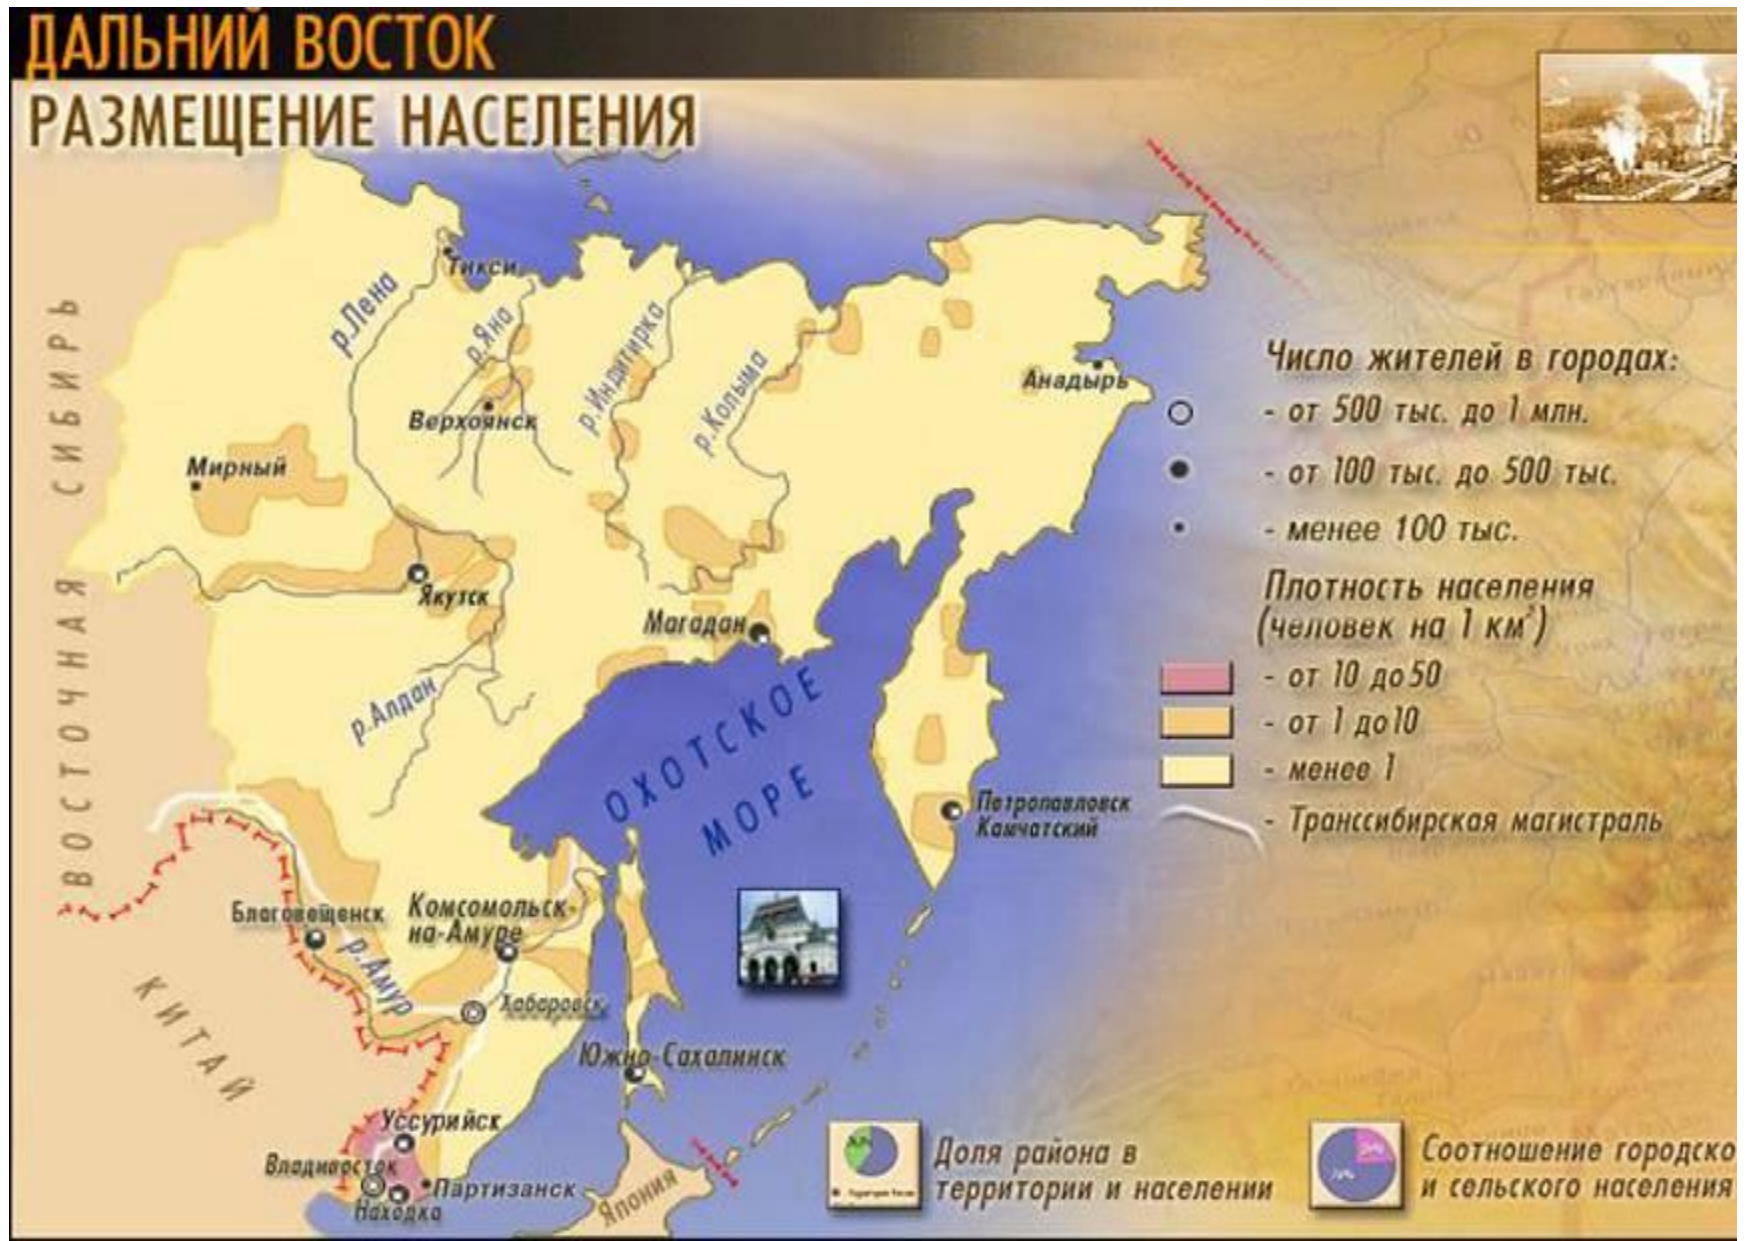 ДАЛЬНИЙ ВОСТОК
РАЗМЕЩЕНИЕ НАСЕЛЕНИЯ
ВОСТОЧНАЯ СИБИРЬ
р.Лена
Тикси
р.Яна
р.Индигирка
р.Колыма
Анадырь
Верхоянск
Мирный
Якутск
Магадан
р.Алдан
ОХОТСКОЕ
МОРЕ
Петропавловск
Камчатский
Благовещенск
Комсомольск-
на-Амуре
р.Амур
Хабаровск
КИТАЙ
Южно-Сахалинск
Уссурийск
Владивосток
Партизанск
Находка
Япония
Число жителей в городах:
- от 500 тыс. до 1 млн.
- от 100 тыс. до 500 тыс.
- менее 100 тыс.
Плотность населения
(человек на 1 км²)
- от 10 до 50
- от 1 до 10
- менее 1
- Транссибирская магистраль
Доля района в
территории и населении
Соотношение городско
и сельского населения